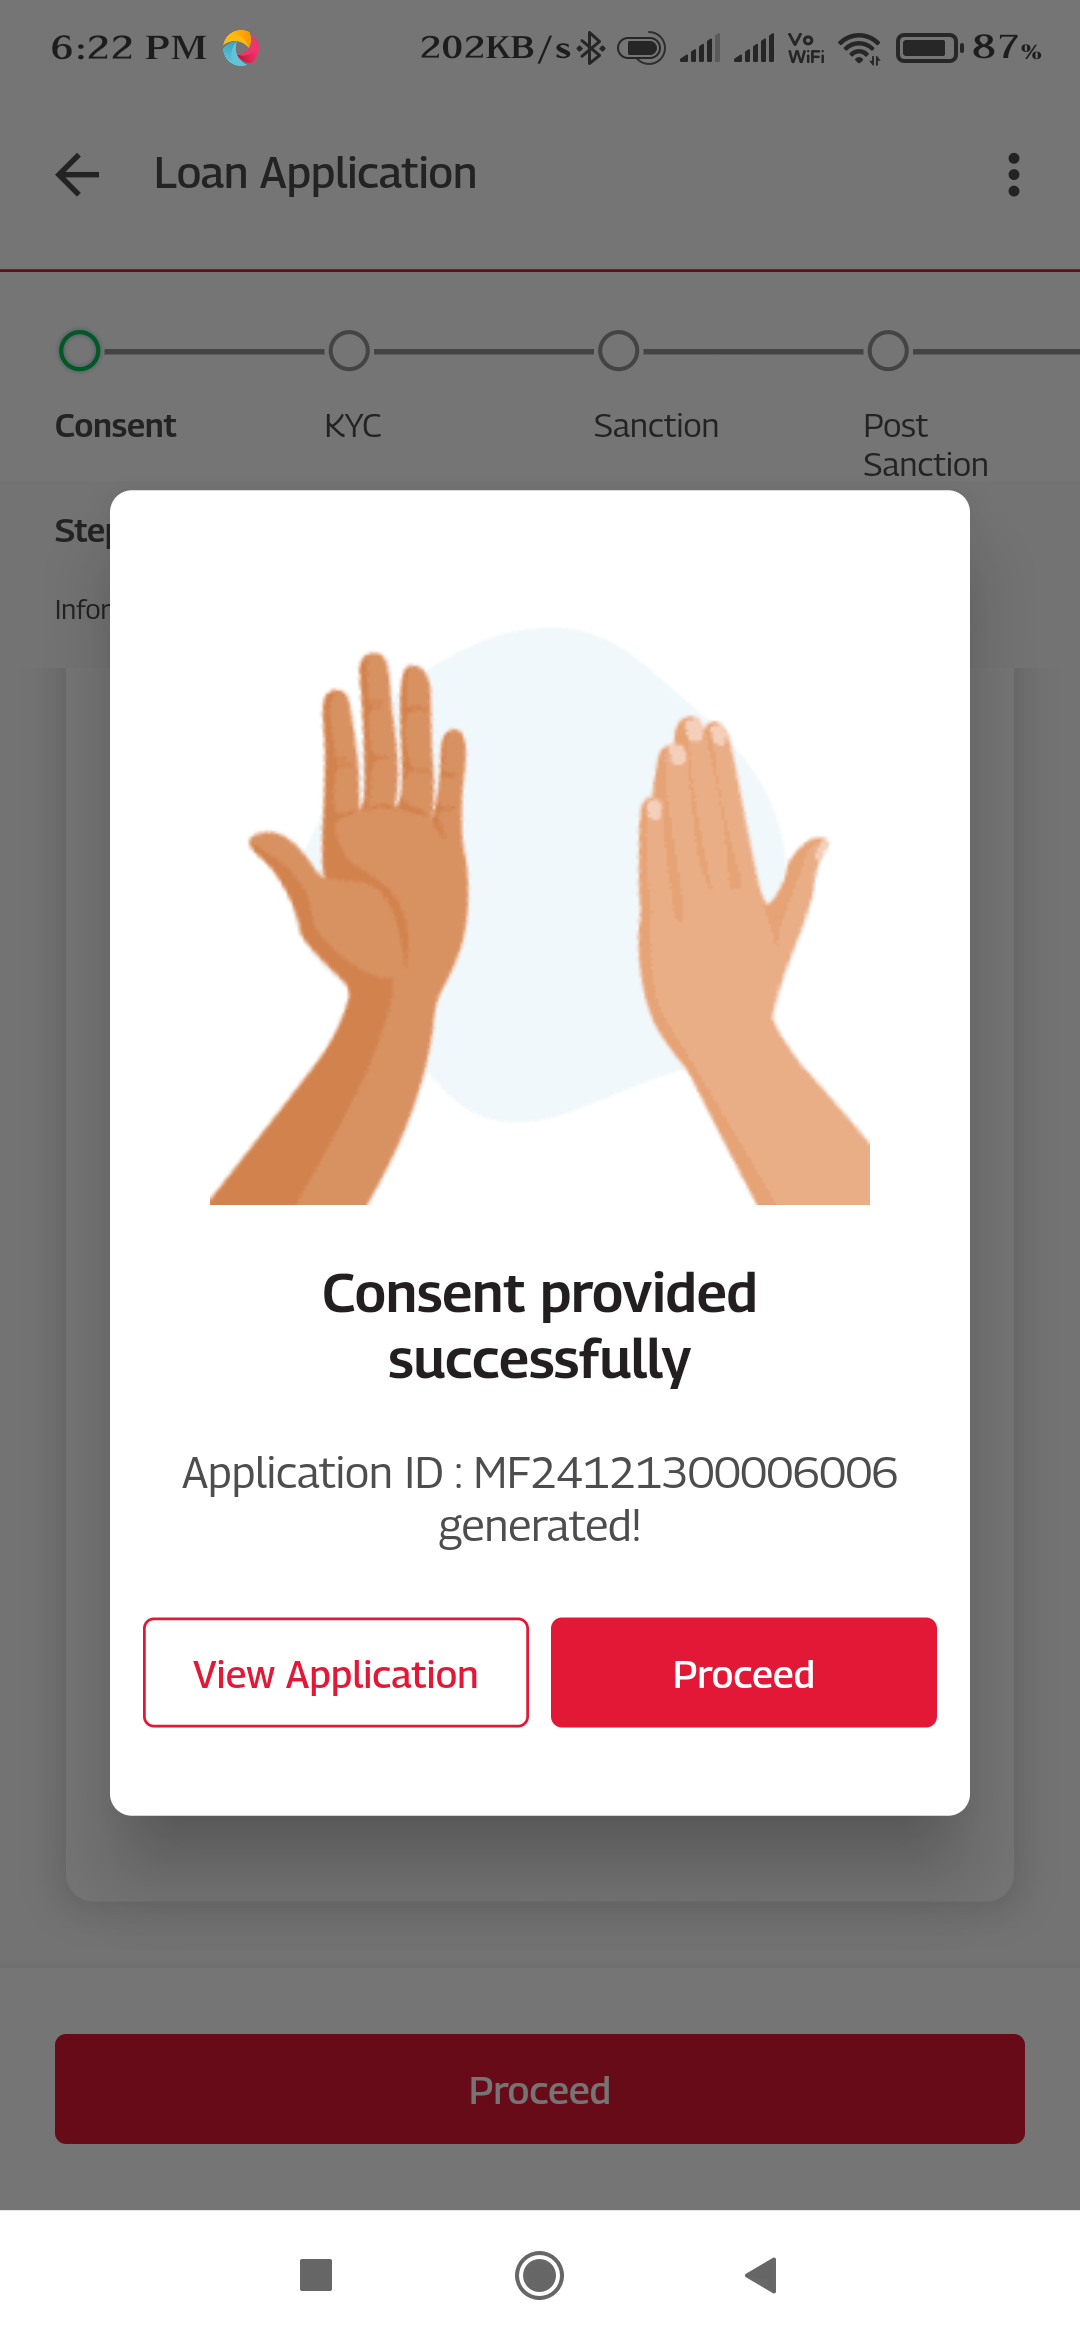 6:22 PM 202KB/s Vo WiFi 87%
Loan Application
Consent KYC Sanction Post Sanction
Step
Infor
Consent provided
successfully
Application ID : MF24121300006006
generated!
View Application Proceed
Proceed